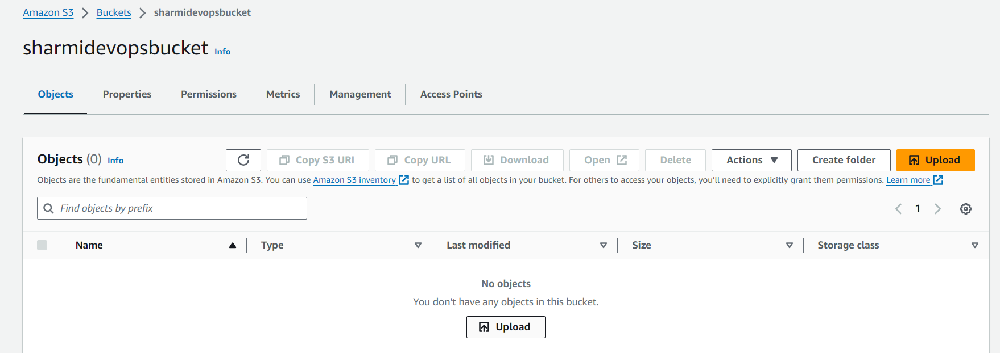 Amazon S3 Buckets sharmidevopsbucket
sharmidevopsbucket Info
Objects Properties Permissions Metrics Management Access Points
Objects (0) Info Copy S3 URI Copy URL Download Open Delete Actions Create folder Upload
Objects are the fundamental entities stored in Amazon S3. You can use Amazon S3 inventory to get a list of all objects in your bucket. For others to access your objects, you'll need to explicitly grant them permissions. Learn more
Find objects by prefix 1
Name Type Last modified Size Storage class
No objects
You don't have any objects in this bucket.
Upload